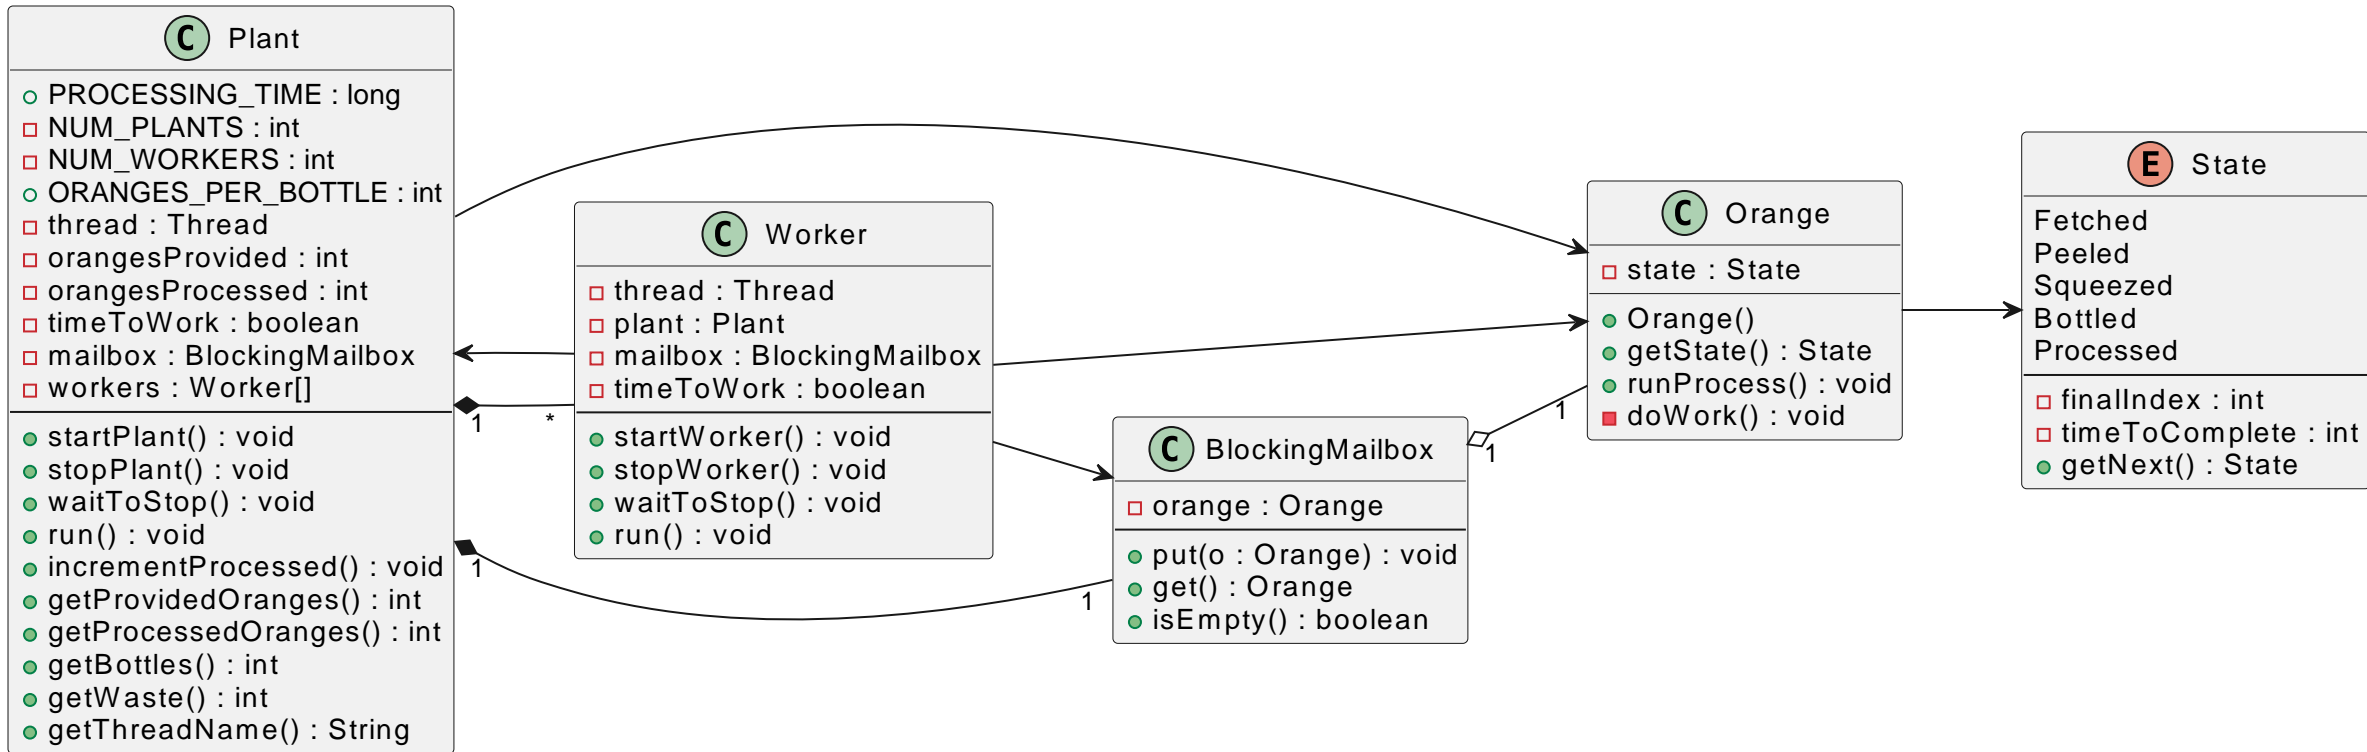 C Plant
PROCESSING_TIME : long
NUM_PLANTS : int
NUM_WORKERS : int
ORANGES_PER_BOTTLE : int
thread : Thread
orangesProvided : int
orangesProcessed : int
timeToWork : boolean
mailbox : BlockingMailbox
workers : Worker[]
startPlant() : void
stopPlant() : void
waitToStop() : void
run() : void
incrementProcessed() : void
getProvidedOranges() : int
getProcessedOranges() : int
getBottles() : int
getWaste() : int
getThreadName() : String
1
*
1
1
C Worker
thread : Thread
plant : Plant
mailbox : BlockingMailbox
timeToWork : boolean
startWorker() : void
stopWorker() : void
waitToStop() : void
run() : void
C BlockingMailbox
orange : Orange
put(o : Orange) : void
get() : Orange
isEmpty() : boolean
1
1
C Orange
state : State
Orange()
getState() : State
runProcess() : void
doWork() : void
E State
Fetched
Peeled
Squeezed
Bottled
Processed
finalIndex : int
timeToComplete : int
getNext() : State